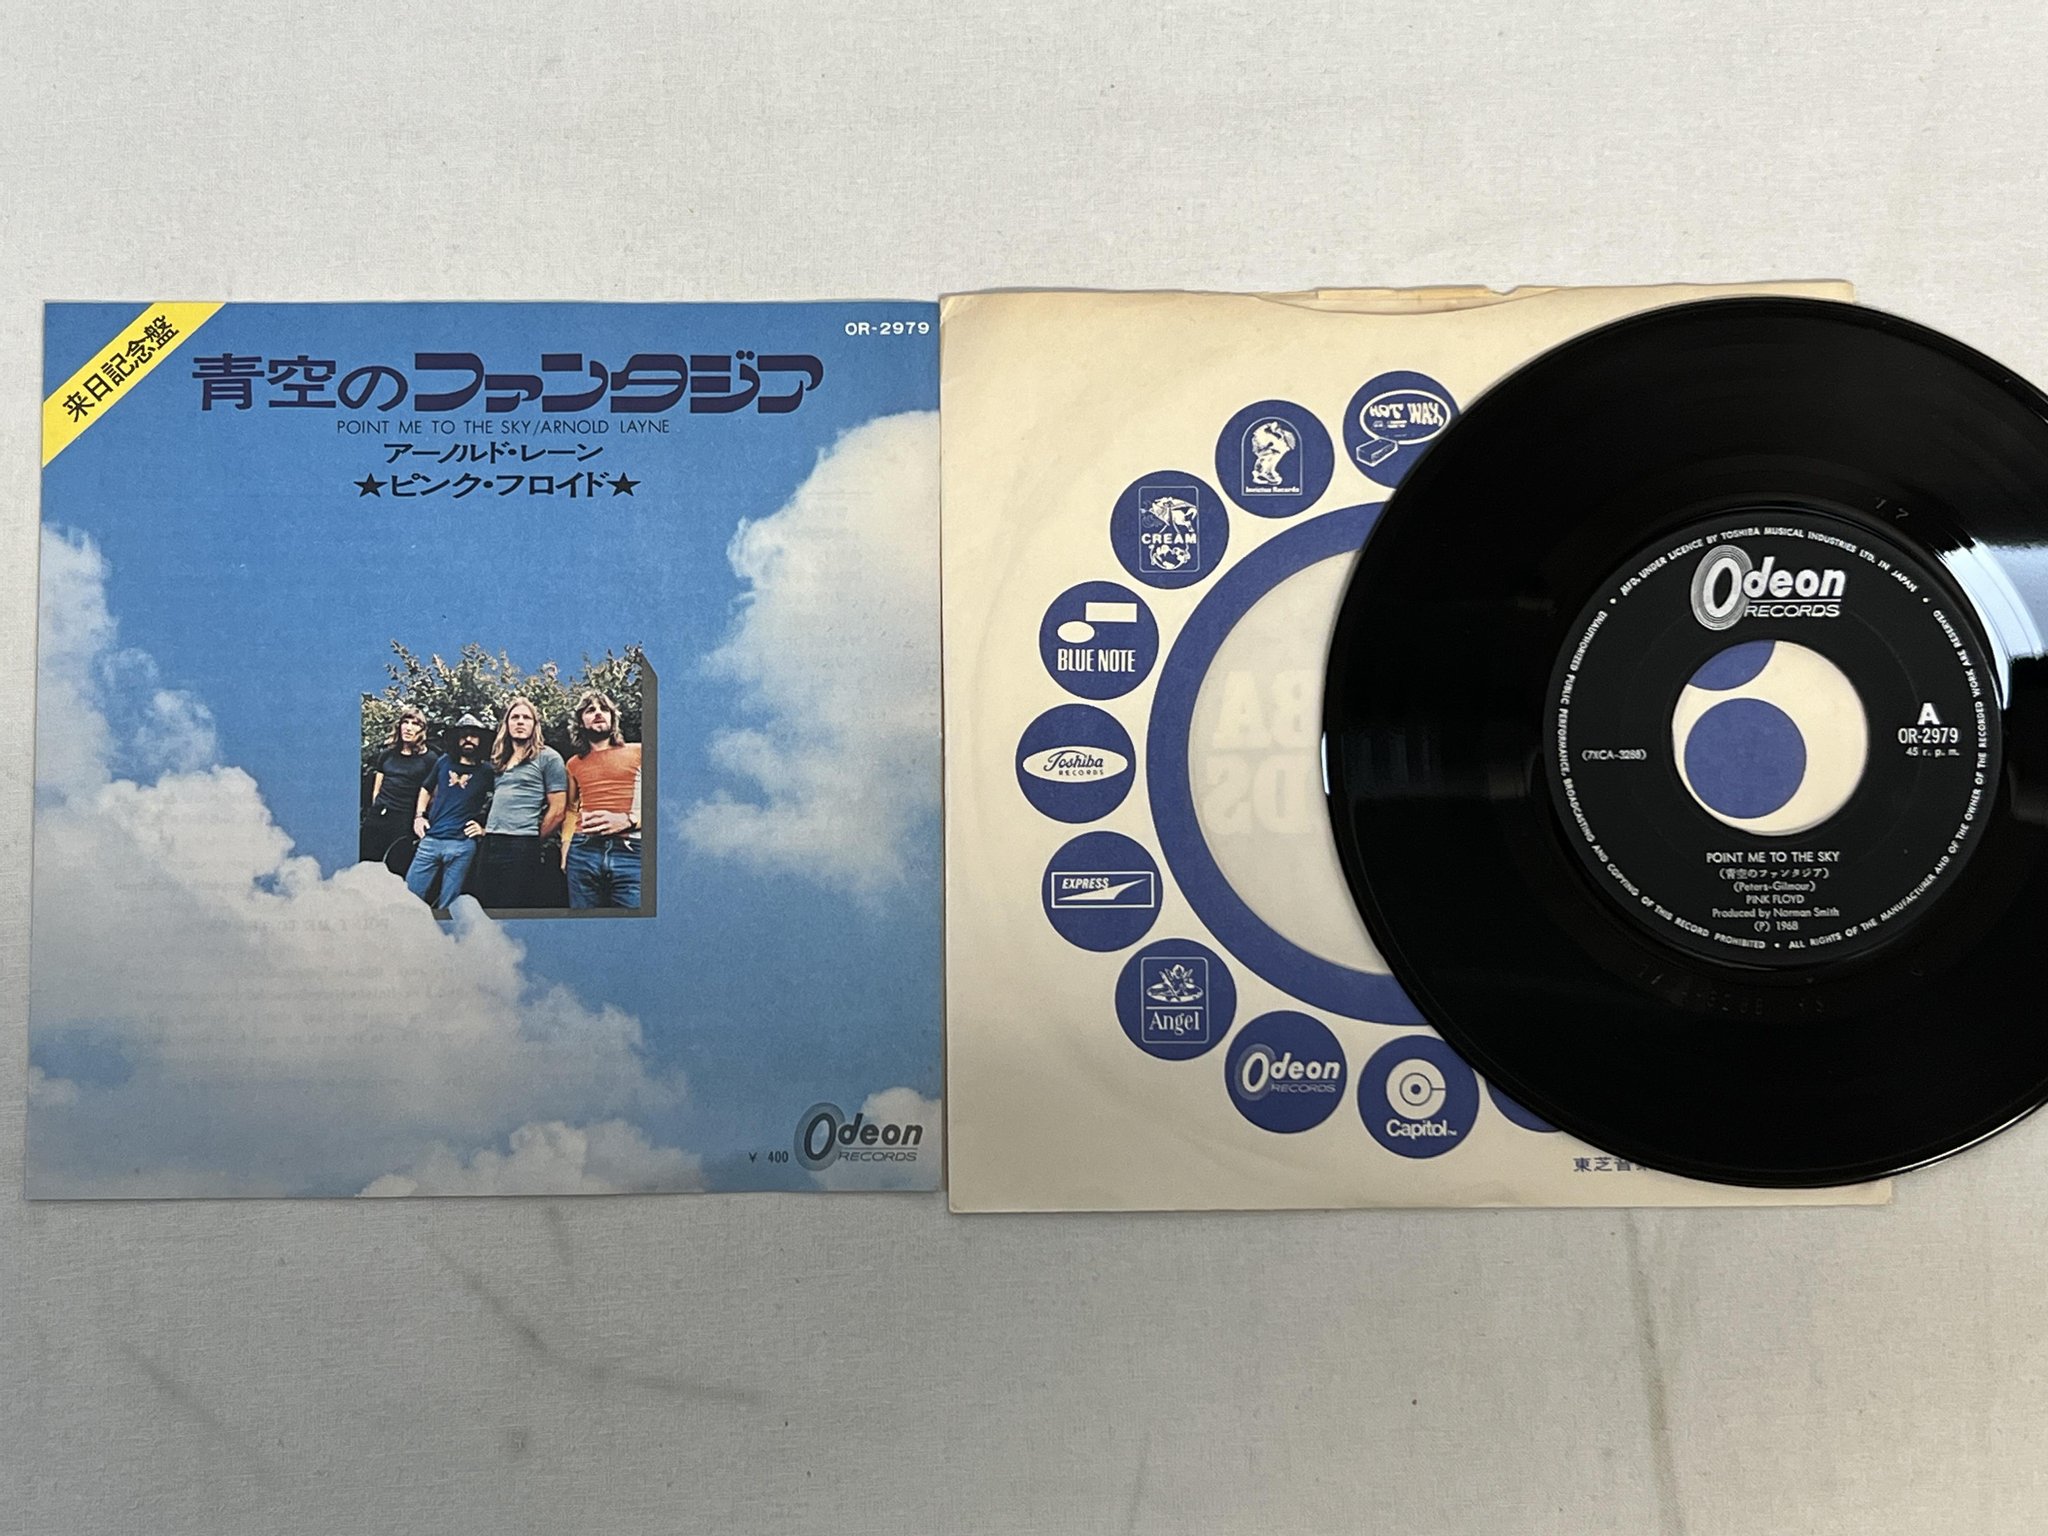 来日記念盤
OR-2979
青空のファンタジア
POINT ME TO THE SKY/ARNOLD LAYNE
アーノルド・レーン
★ピンク・フロイド★
¥ 400
Odeon
RECORDS
HOT WAX
Invictus Records
CREAM
BLUE NOTE
Toshiba
RECORDS
EXPRESS
Angel
Odeon
RECORDS
Capitol
東芝音
17
MFD. UNDER LICENCE BY TOSHIBA MUSICAL INDUSTRIES LTD. IN JAPAN
• ALL RIGHTS OF THE MANUFACTURER AND OF THE OWNER OF THE RECORDED WORK ARE RESERVED •
UNAUTHORIZED PUBLIC PERFORMANCE, BROADCASTING AND COPYING OF THIS RECORD PROHIBITED
Odeon
RECORDS
A
OR-2979
45 r. p. m.
(7XCA-3288)
POINT ME TO THE SKY
(青空のファンタジア)
(Peters-Gilmour)
PINK FLOYD
Produced by Norman Smith
(P) 1968